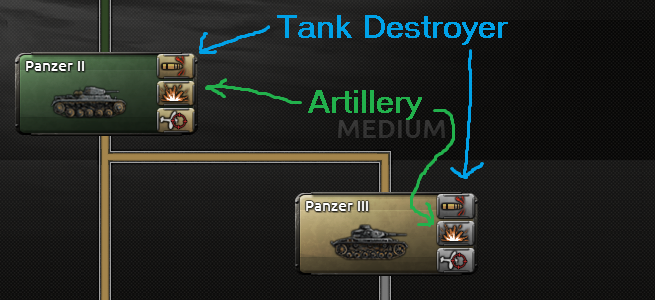 Tank Destroyer
Panzer II
Artillery
MEDIUM
Panzer III